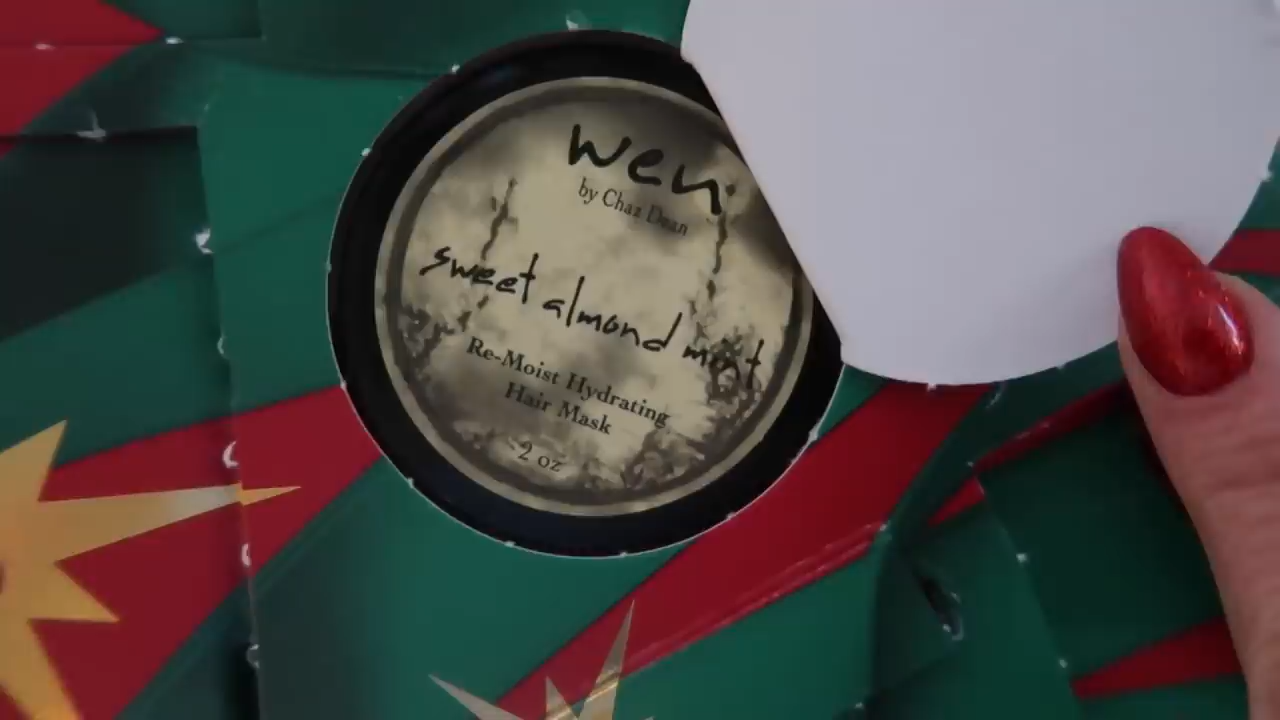 wen
by Chaz Dean
sweet almond mint
Re-Moist Hydrating
Hair Mask
2 oz